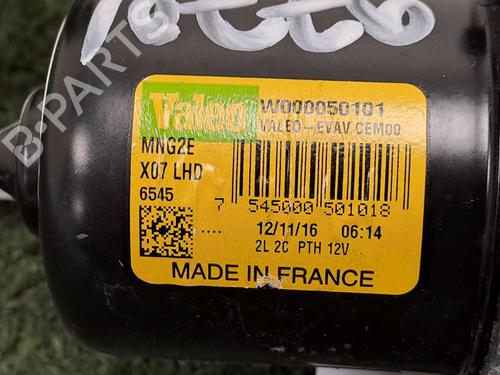 Valeo W000050101
VALEO-EVAV CEM00
MNG2E
X07 LHD
6545
7 545000 501018
.... 12/11/16 06:14
2L 2C PTH 12V
MADE IN FRANCE